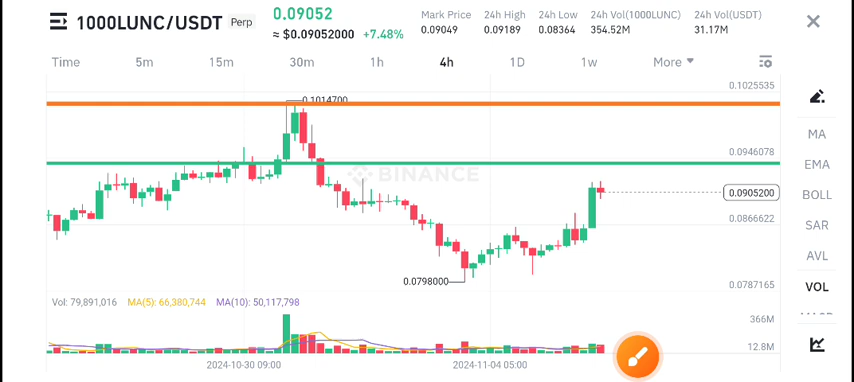 1000LUNC/USDT Perp
0.09052
≈ $0.09052000 +7.48%
Mark Price
0.09049
24h High
0.09189
24h Low
0.08364
24h Vol(1000LUNC)
354.52M
24h Vol(USDT)
31.17M
Time 5m 15m 30m 1h 4h 1D 1w More
0.1025535
0.1014700
0.0946078
BINANCE
0.0905200
0.0866622
0.0798000
0.0787165
Vol: 79,891,016 MA(5): 66,380,744 MA(10): 50,117,798
366M
12.8M
2024-10-30 09:00 2024-11-04 05:00
MA
EMA
BOLL
SAR
AVL
VOL
MACD